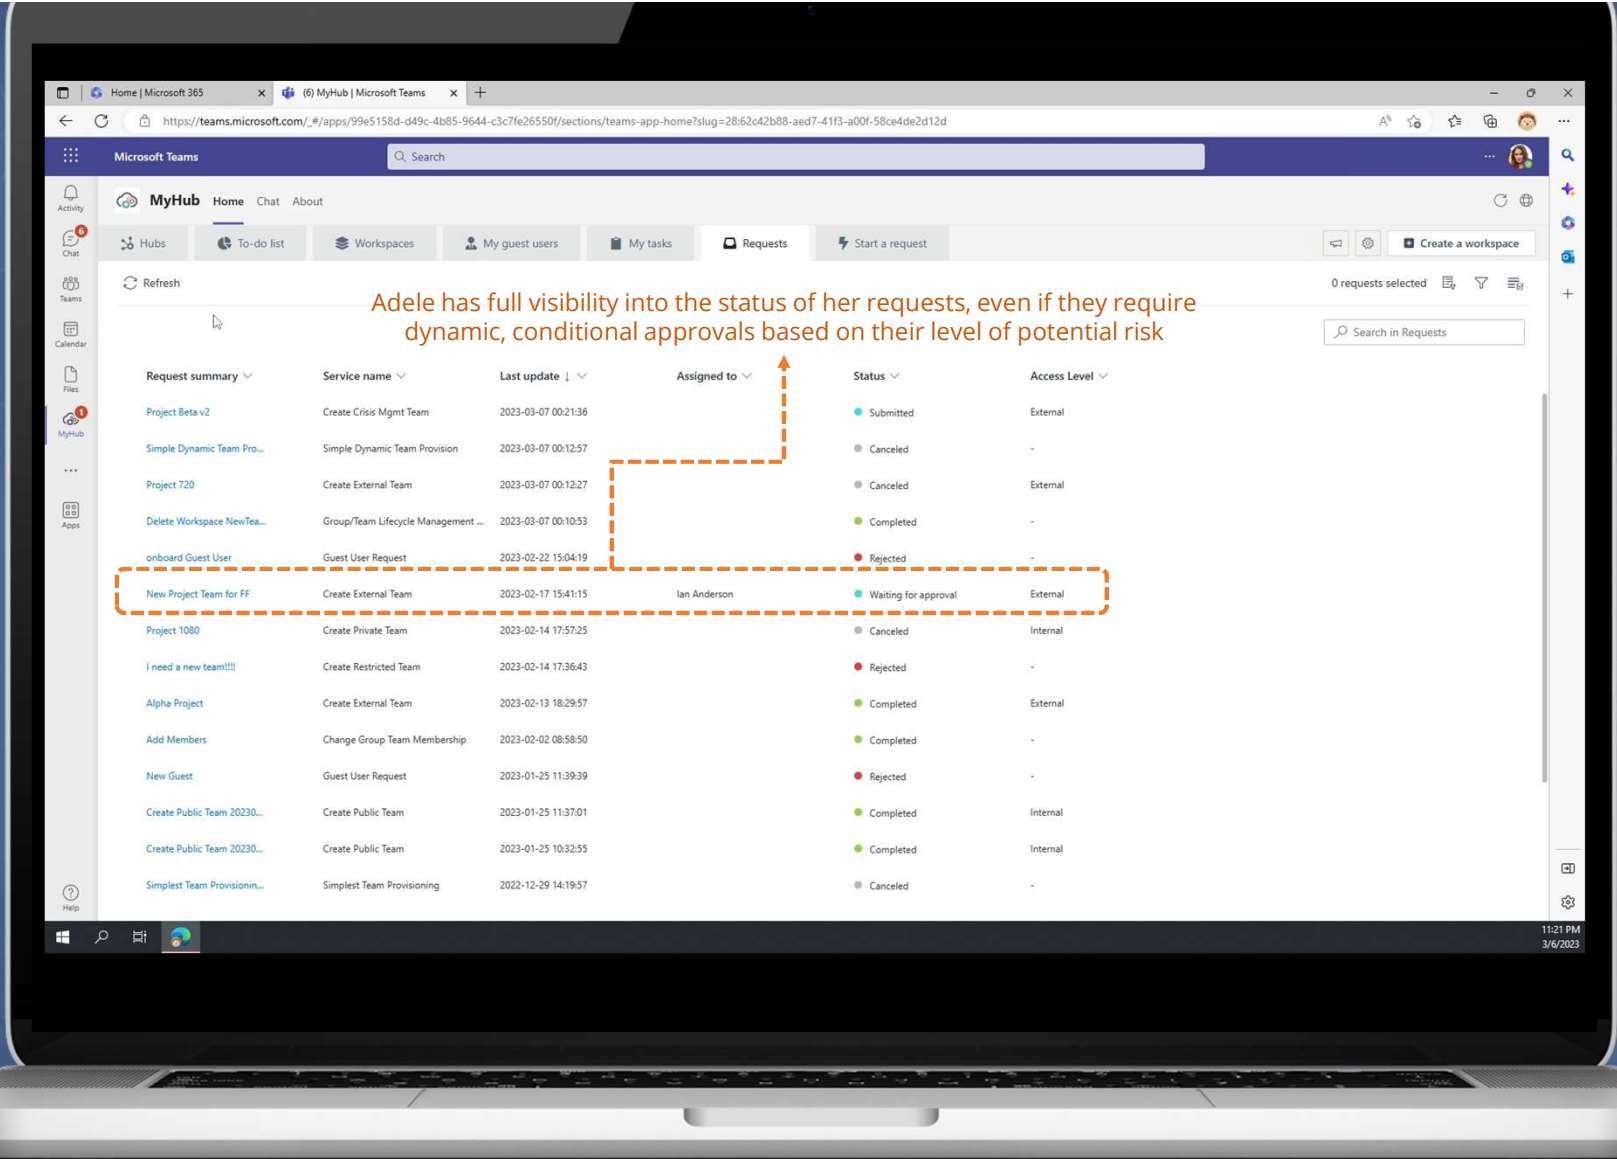 Home | Microsoft 365
(6) MyHub | Microsoft Teams
https://teams.microsoft.com/_#/apps/99e5158d-d49c-4b85-9644-c3c7fe26550f/sections/teams-app-home?slug=28:62c42b88-aed7-41f3-a00f-58ce4de2d12d
Microsoft Teams
Search
MyHub Home Chat About
Activity
6
Chat
Teams
Calendar
Files
1
MyHub
Apps
Help
Hubs To-do list Workspaces My guest users My tasks Requests Start a request Create a workspace
Refresh
0 requests selected
Adele has full visibility into the status of her requests, even if they require
dynamic, conditional approvals based on their level of potential risk
Search in Requests
Request summary Service name Last update ↓ Assigned to Status Access Level
Project Beta v2 Create Crisis Mgmt Team 2023-03-07 00:21:36 Submitted External
Simple Dynamic Team Pro... Simple Dynamic Team Provision 2023-03-07 00:12:57 Canceled -
Project 720 Create External Team 2023-03-07 00:12:27 Canceled External
Delete Workspace NewTea... Group/Team Lifecycle Management ... 2023-03-07 00:10:53 Completed -
onboard Guest User Guest User Request 2023-02-22 15:04:19 Rejected -
New Project Team for FF Create External Team 2023-02-17 15:41:15 Ian Anderson Waiting for approval External
Project 1080 Create Private Team 2023-02-14 17:57:25 Canceled Internal
I need a new team!!!! Create Restricted Team 2023-02-14 17:36:43 Rejected -
Alpha Project Create External Team 2023-02-13 18:29:57 Completed External
Add Members Change Group Team Membership 2023-02-02 08:58:50 Completed -
New Guest Guest User Request 2023-01-25 11:39:39 Rejected -
Create Public Team 20230... Create Public Team 2023-01-25 11:37:01 Completed Internal
Create Public Team 20230... Create Public Team 2023-01-25 10:32:55 Completed Internal
Simplest Team Provisionin... Simplest Team Provisioning 2022-12-29 14:19:57 Canceled -
11:21 PM
3/6/2023